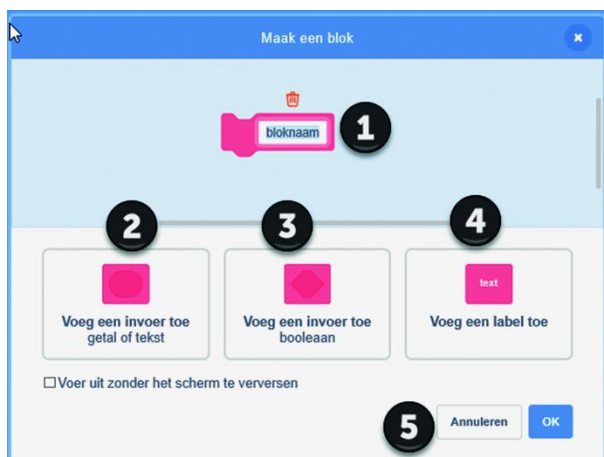 Maak een blok
bloknaam
1
2
3
4
text
Voeg een invoer toe
getal of tekst
Voeg een invoer toe
booleaan
Voeg een label toe
Voer uit zonder het scherm te verversen
5
Annuleren
OK